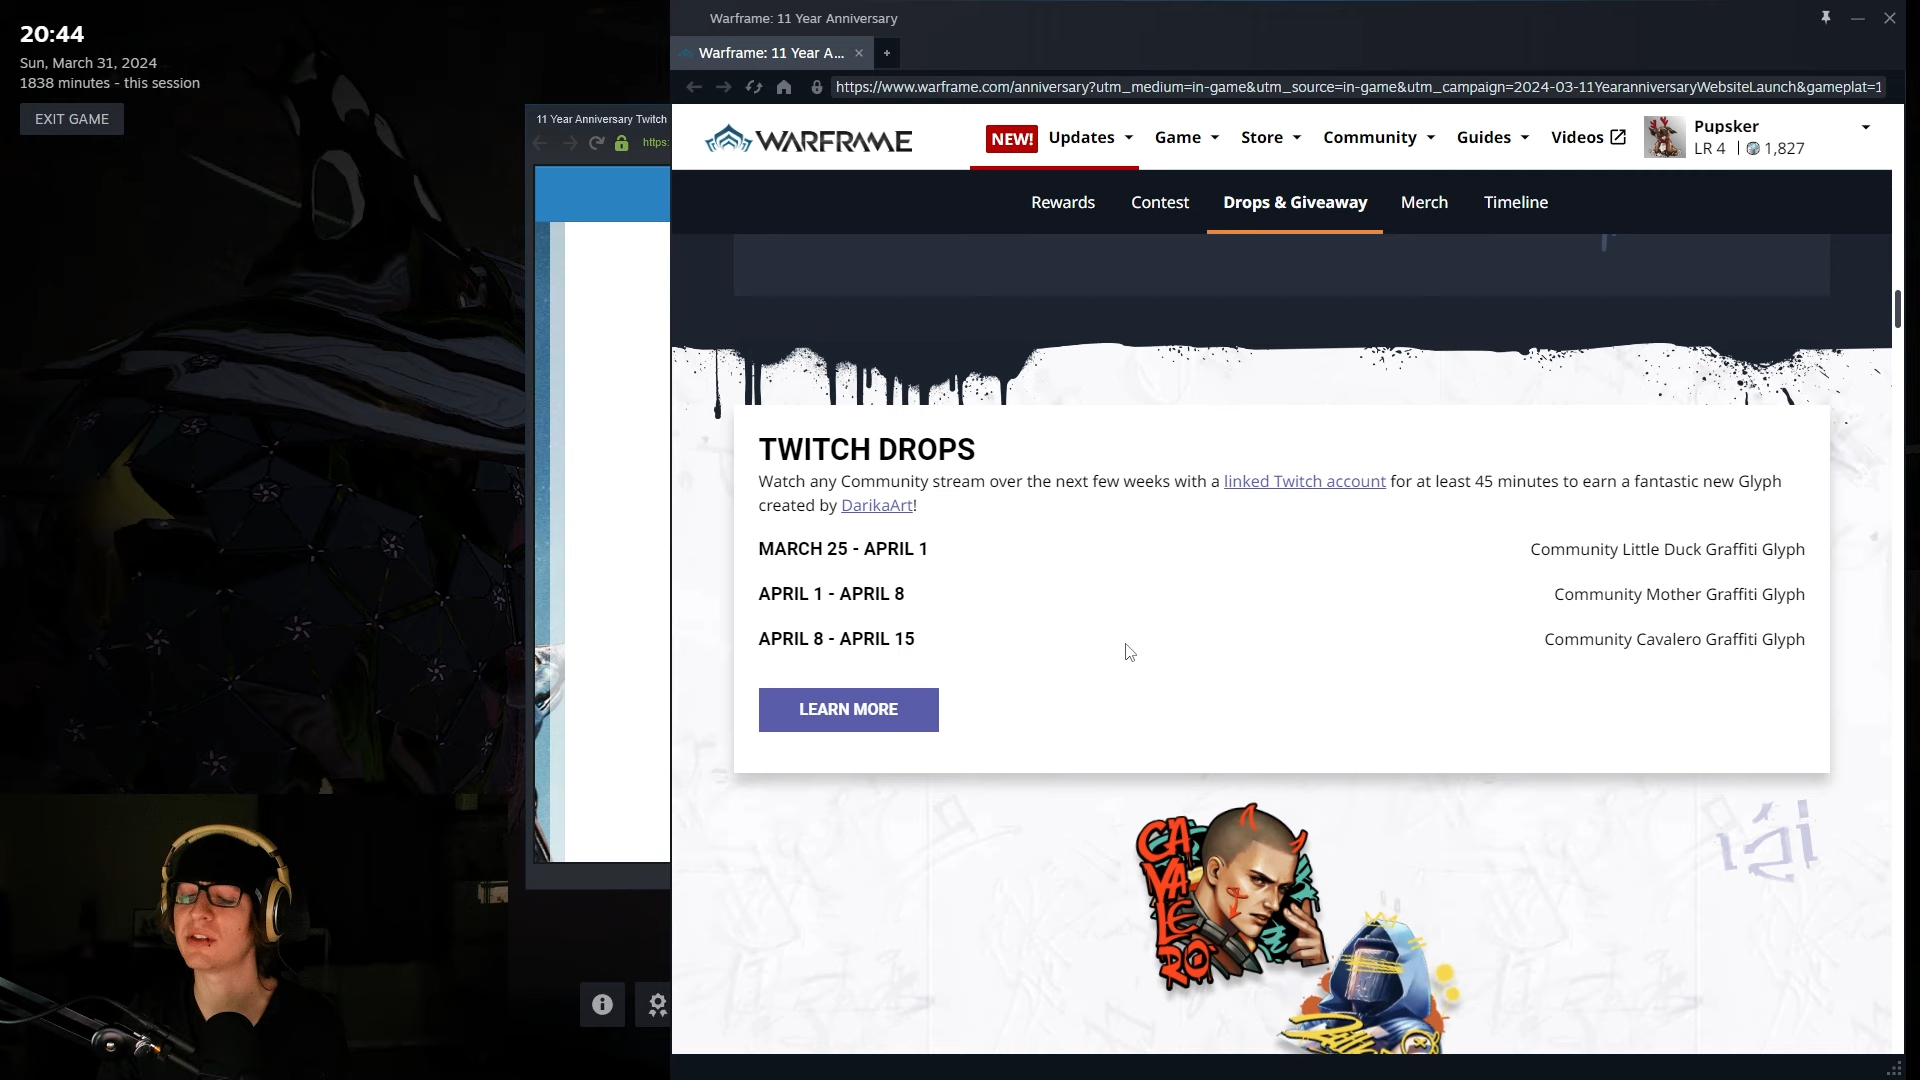 20:44
Sun, March 31, 2024
1838 minutes - this session
EXIT GAME
11 Year Anniversary Twitch
https:
Warframe: 11 Year Anniversary
Warframe: 11 Year A...
https://www.warframe.com/anniversary?utm_medium=in-game&utm_source=in-game&utm_campaign=2024-03-11YearanniversaryWebsiteLaunch&gameplat=1
WARFRAME
NEW! Updates Game Store Community Guides Videos
Pupsker
LR 4 | 1,827
Rewards Contest Drops & Giveaway Merch Timeline
TWITCH DROPS
Watch any Community stream over the next few weeks with a linked Twitch account for at least 45 minutes to earn a fantastic new Glyph
created by DarikaArt!
MARCH 25 - APRIL 1 Community Little Duck Graffiti Glyph
APRIL 1 - APRIL 8 Community Mother Graffiti Glyph
APRIL 8 - APRIL 15 Community Cavalero Graffiti Glyph
LEARN MORE
CA
VA
LE
RO